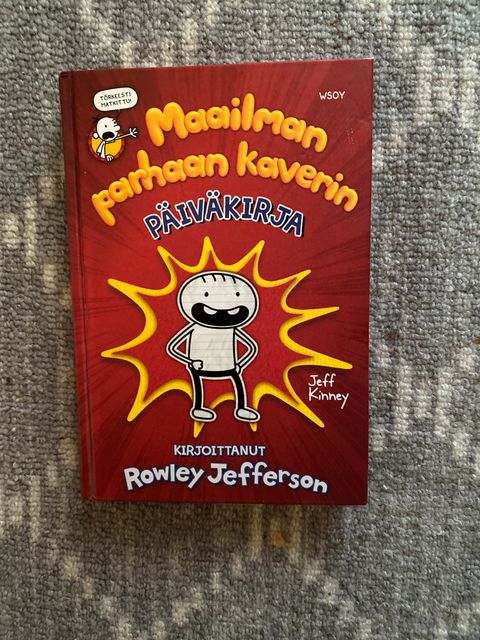 TÖRKEESTI
MATKITTU!
WSOY
Maailman
parhaan kaverin
PÄIVÄKIRJA
Jeff
Kinney
KIRJOITTANUT
Rowley Jefferson